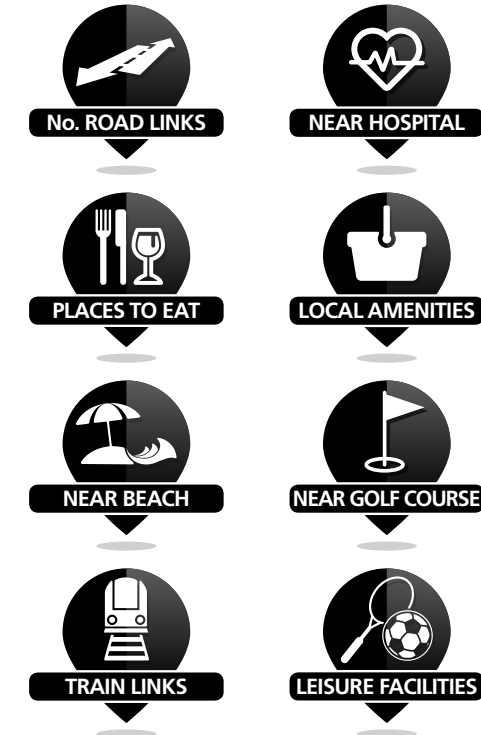 No. ROAD LINKS
NEAR HOSPITAL
PLACES TO EAT
LOCAL AMENITIES
NEAR BEACH
NEAR GOLF COURSE
TRAIN LINKS
LEISURE FACILITIES